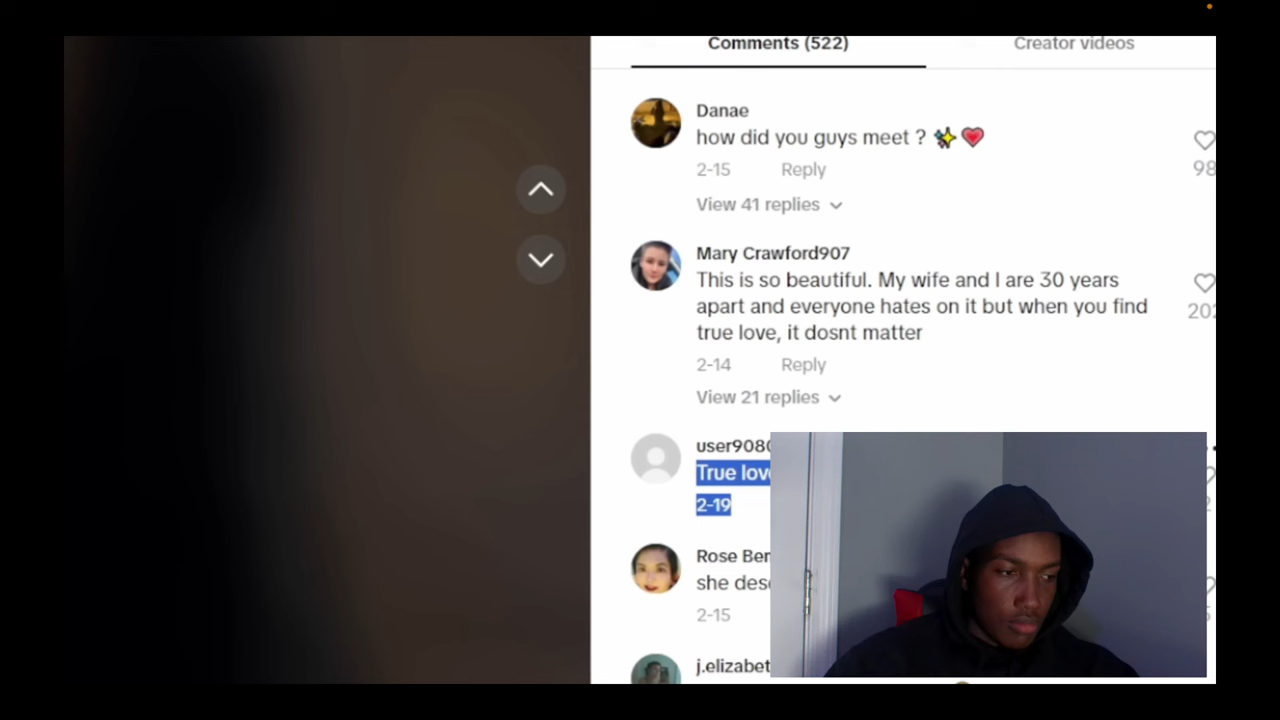 Comments (522)
Creator videos
Danae
how did you guys meet ? ✨💗
98
2-15 Reply
View 41 replies
Mary Crawford907
This is so beautiful. My wife and I are 30 years
apart and everyone hates on it but when you find
true love, it dosnt matter
202
2-14 Reply
View 21 replies
user908
True lov
2-19
Rose Ber
she des
2-15
j.elizabet